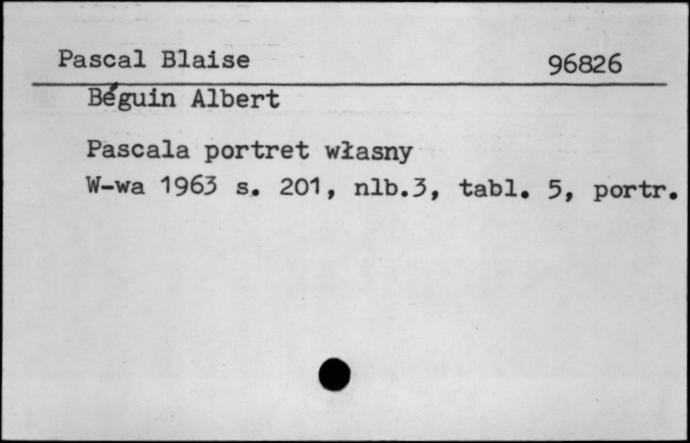 Pascal Blaise 96826
Béguin Albert
Pascala portret własny
W-wa 1963 s. 201, nlb.3, tabl. 5, portr.